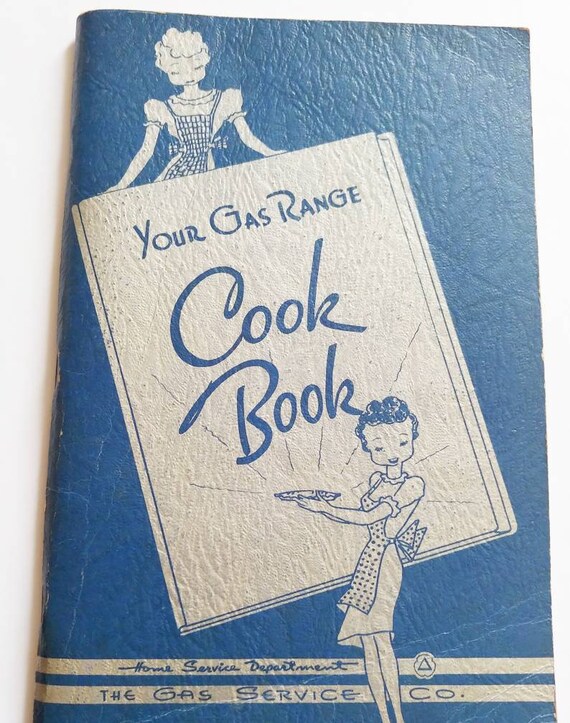 Your Gas Range
Cook
Book
Home Service Department
The Gas Service Co.